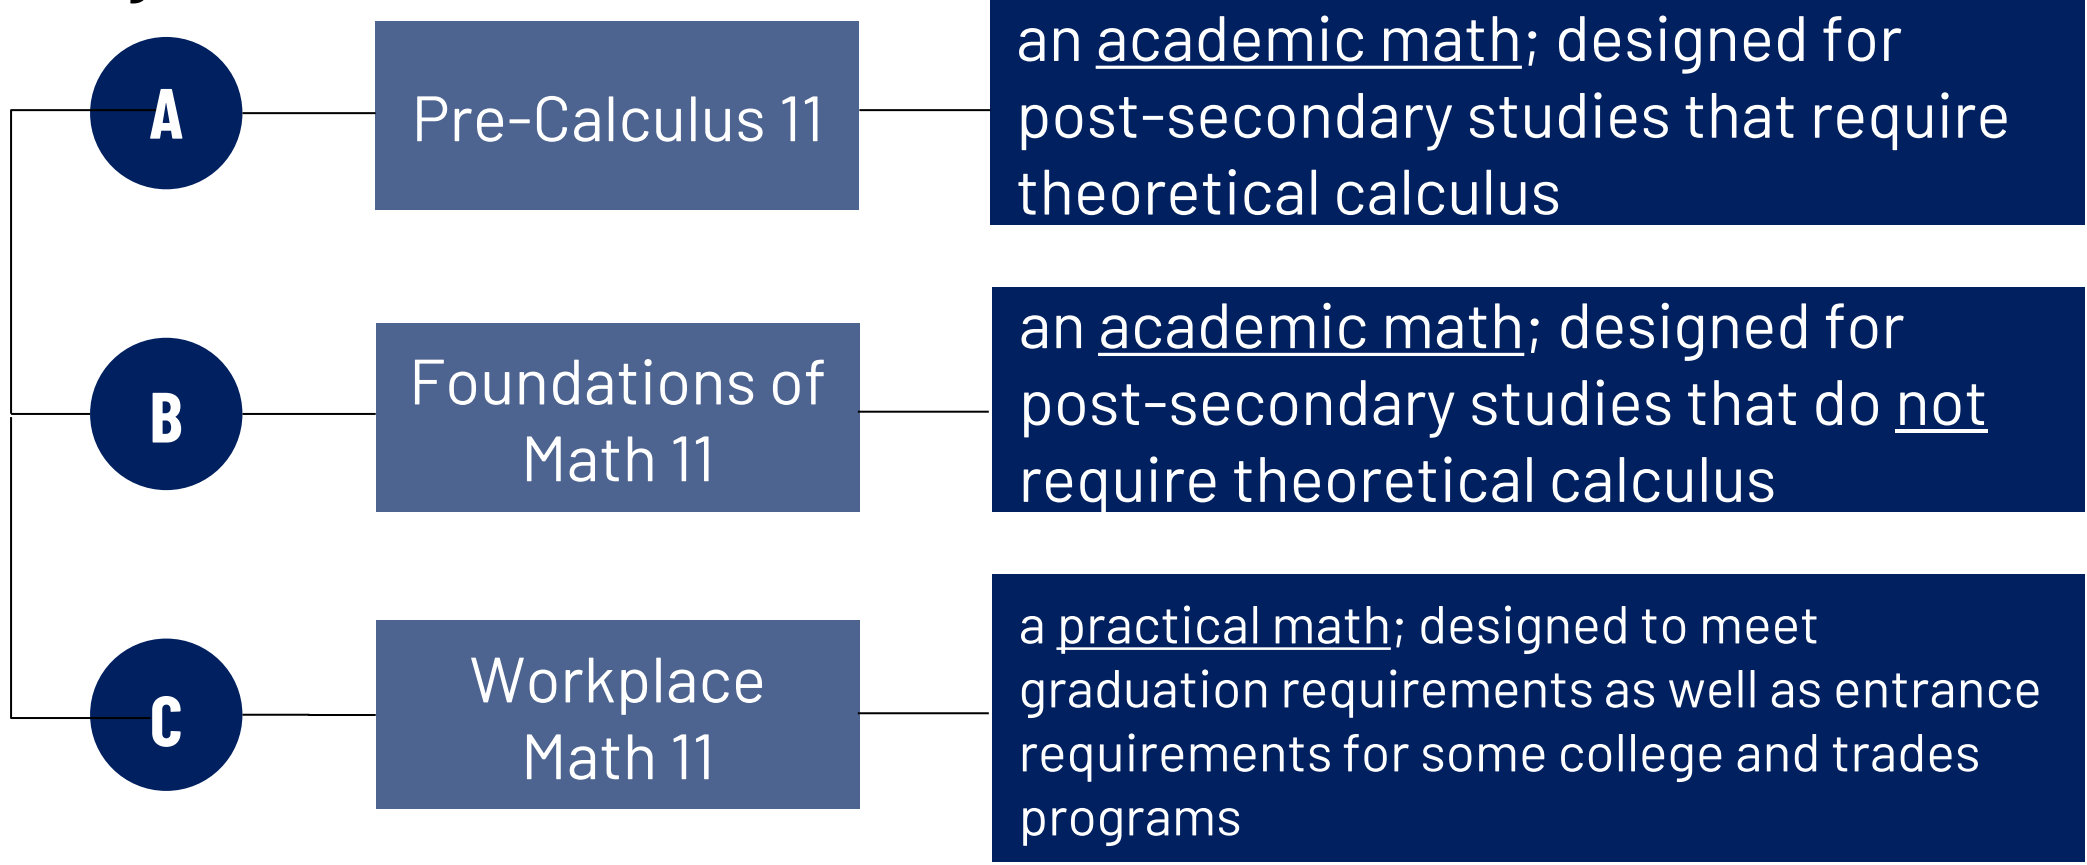 A
Pre-Calculus 11
an academic math; designed for
post-secondary studies that require
theoretical calculus
B
Foundations of
Math 11
an academic math; designed for
post-secondary studies that do not
require theoretical calculus
C
Workplace
Math 11
a practical math; designed to meet
graduation requirements as well as entrance
requirements for some college and trades
programs